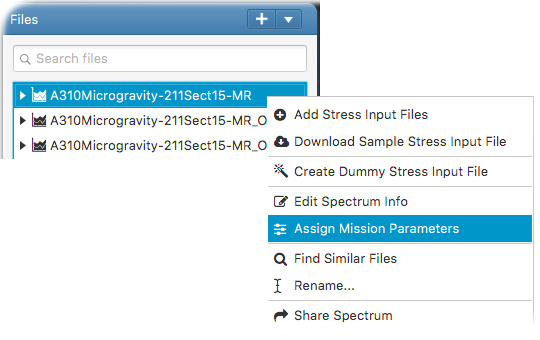 Files
Search files
A310Microgravity-211Sect15-MR
A310Microgravity-211Sect15-MR_O
A310Microgravity-211Sect15-MR_O
Add Stress Input Files
Download Sample Stress Input File
Create Dummy Stress Input File
Edit Spectrum Info
Assign Mission Parameters
Find Similar Files
Rename...
Share Spectrum